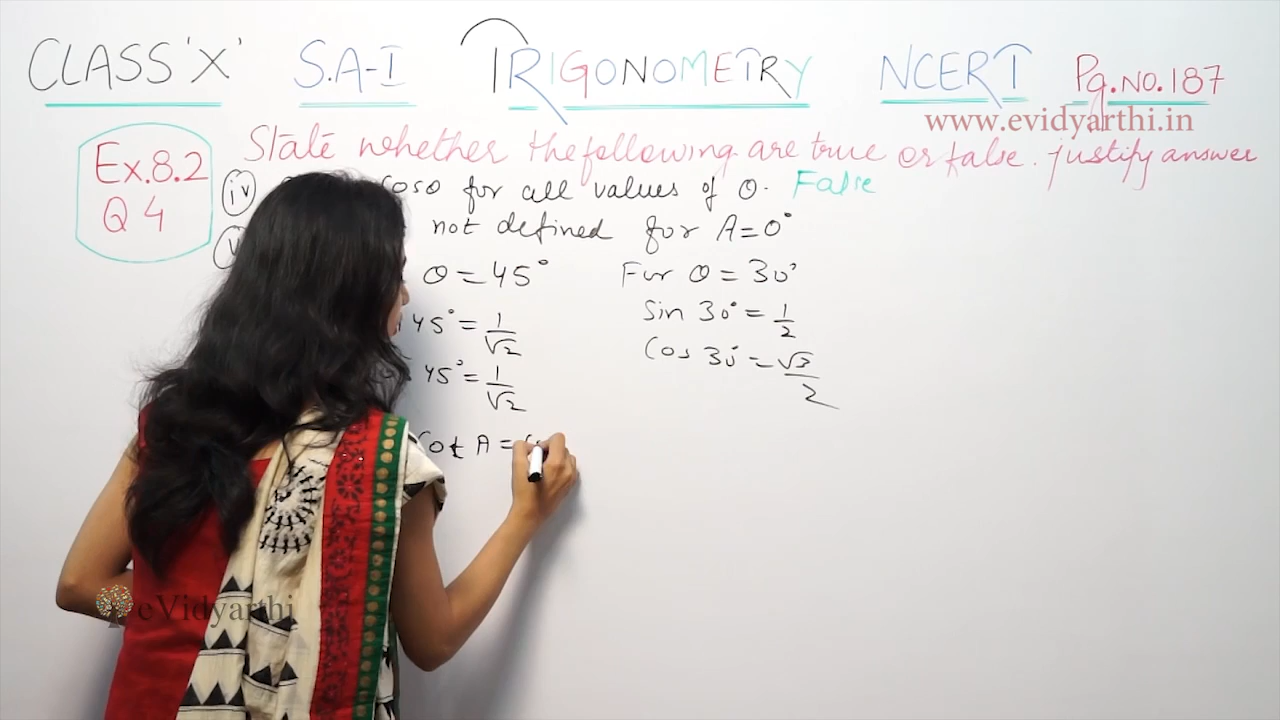 CLASS 'X' S.A-I TRIGONOMETRY NCERT Pg.NO.187
www.evidyarthi.in
Ex.8.2
Q 4
State whether the following are true or false. justify answer
(iv) Cosθ for all values of θ. False
(v) not defined for A=0°
θ = 45°
45° = 1/√2
45° = 1/√2
For θ = 30°
Sin 30° = 1/2
Cos 30° = √3/2
Cot A =
eVidyarthi